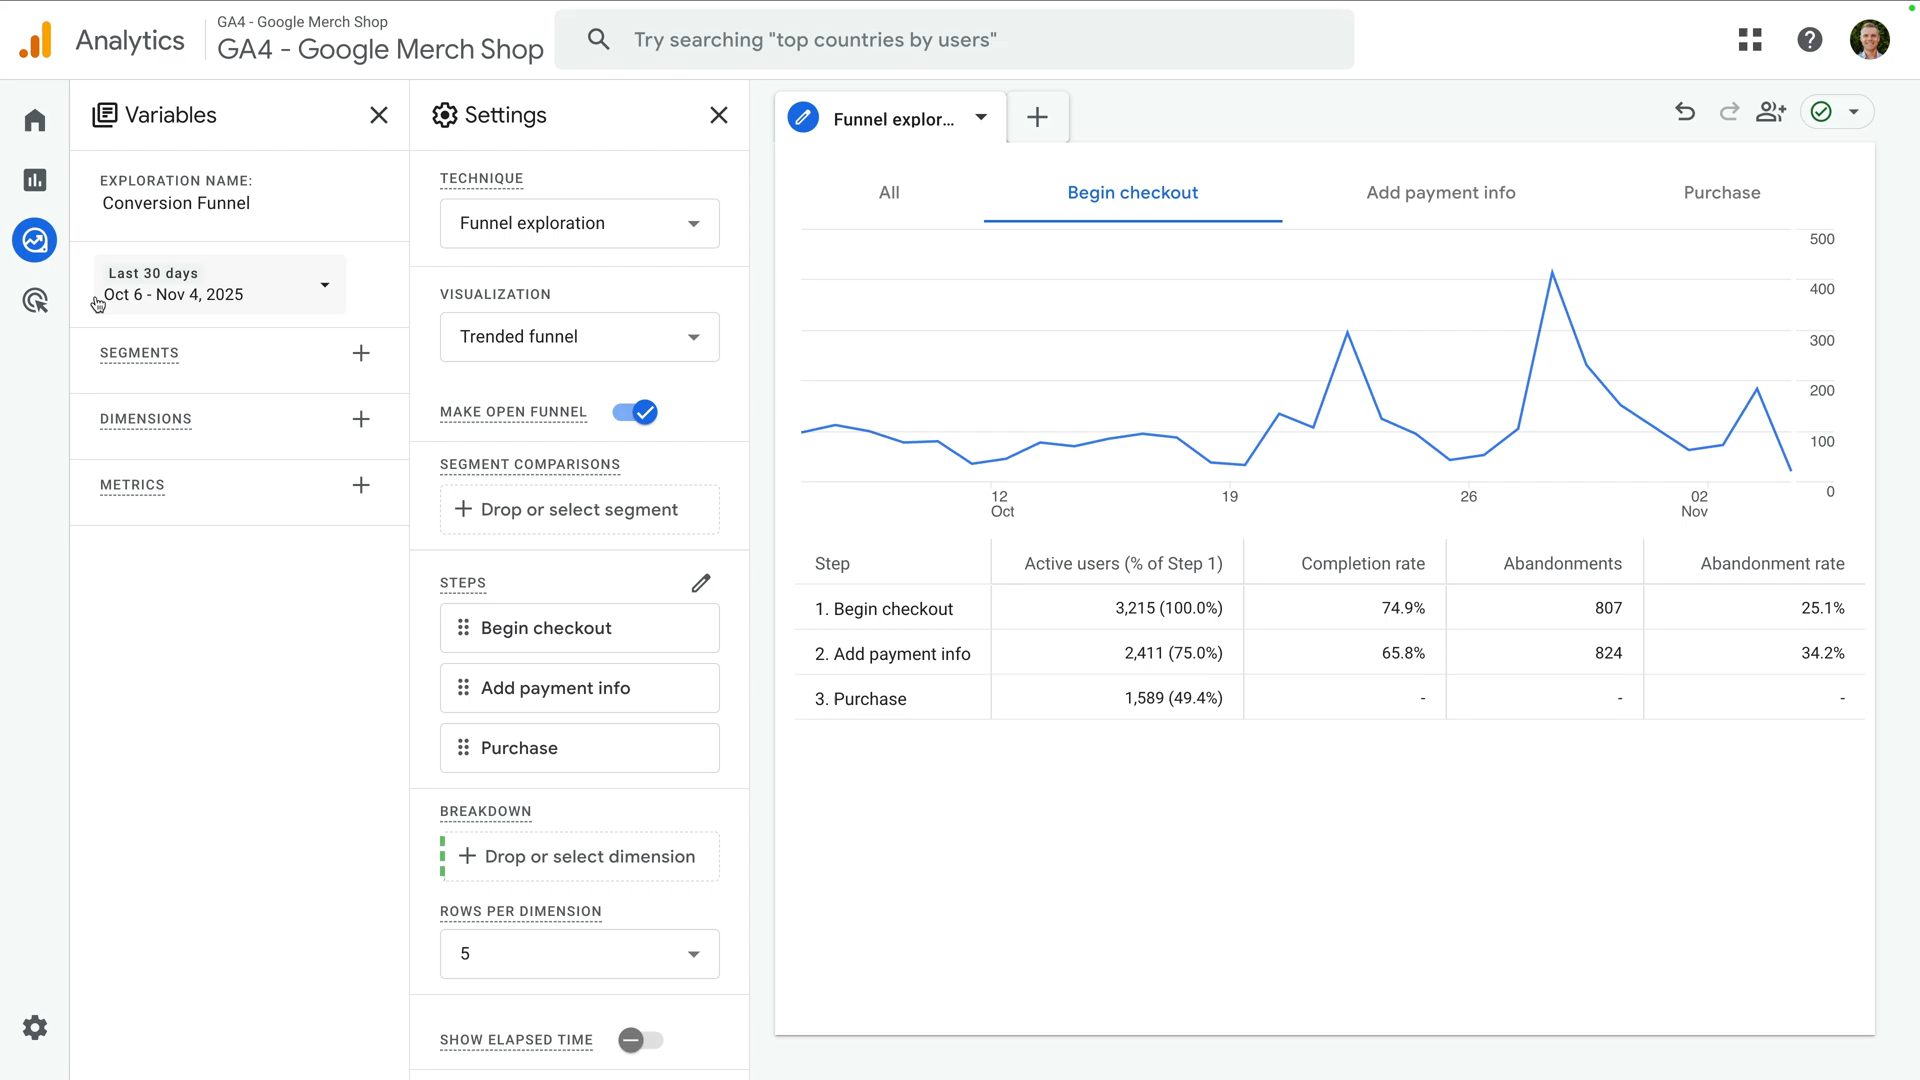 Analytics
GA4 - Google Merch Shop
GA4 - Google Merch Shop
Try searching "top countries by users"
Variables
EXPLORATION NAME:
Conversion Funnel
Last 30 days
Oct 6 - Nov 4, 2025
SEGMENTS
DIMENSIONS
METRICS
Settings
TECHNIQUE
Funnel exploration
VISUALIZATION
Trended funnel
MAKE OPEN FUNNEL
SEGMENT COMPARISONS
Drop or select segment
STEPS
Begin checkout
Add payment info
Purchase
BREAKDOWN
Drop or select dimension
ROWS PER DIMENSION
5
SHOW ELAPSED TIME
Funnel explor...
All Begin checkout Add payment info Purchase
500
400
300
200
100
0
12 19 26 02
Oct Nov
Step Active users (% of Step 1) Completion rate Abandonments Abandonment rate
1. Begin checkout 3,215 (100.0%) 74.9% 807 25.1%
2. Add payment info 2,411 (75.0%) 65.8% 824 34.2%
3. Purchase 1,589 (49.4%) - - -